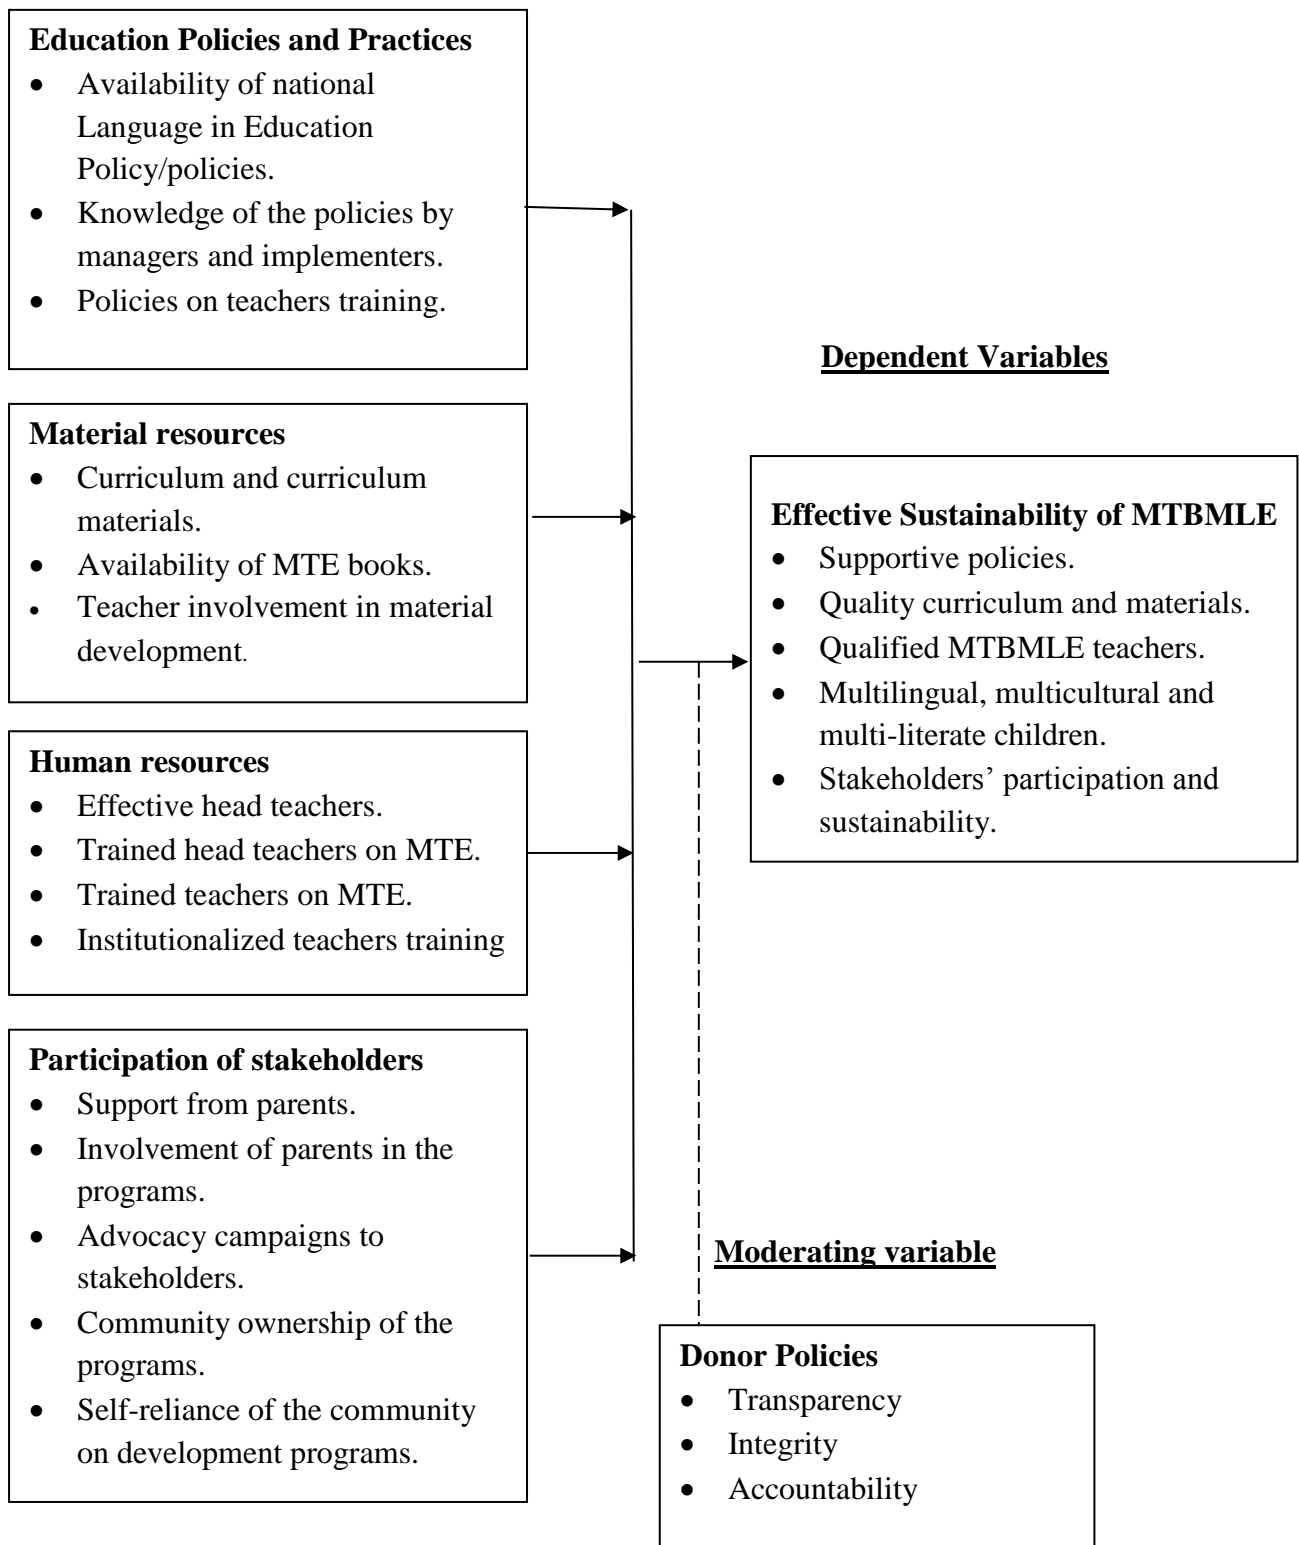 Education Policies and Practices
• Availability of national
Language in Education
Policy/policies.
• Knowledge of the policies by
managers and implementers.
• Policies on teachers training.
Material resources
• Curriculum and curriculum
materials.
• Availability of MTE books.
• Teacher involvement in material
development.
Human resources
• Effective head teachers.
• Trained head teachers on MTE.
• Trained teachers on MTE.
• Institutionalized teachers training
Participation of stakeholders
• Support from parents.
• Involvement of parents in the
programs.
• Advocacy campaigns to
stakeholders.
• Community ownership of the
programs.
• Self-reliance of the community
on development programs.
Dependent Variables
Effective Sustainability of MTBMLE
• Supportive policies.
• Quality curriculum and materials.
• Qualified MTBMLE teachers.
• Multilingual, multicultural and
multi-literate children.
• Stakeholders’ participation and
sustainability.
Moderating variable
Donor Policies
• Transparency
• Integrity
• Accountability